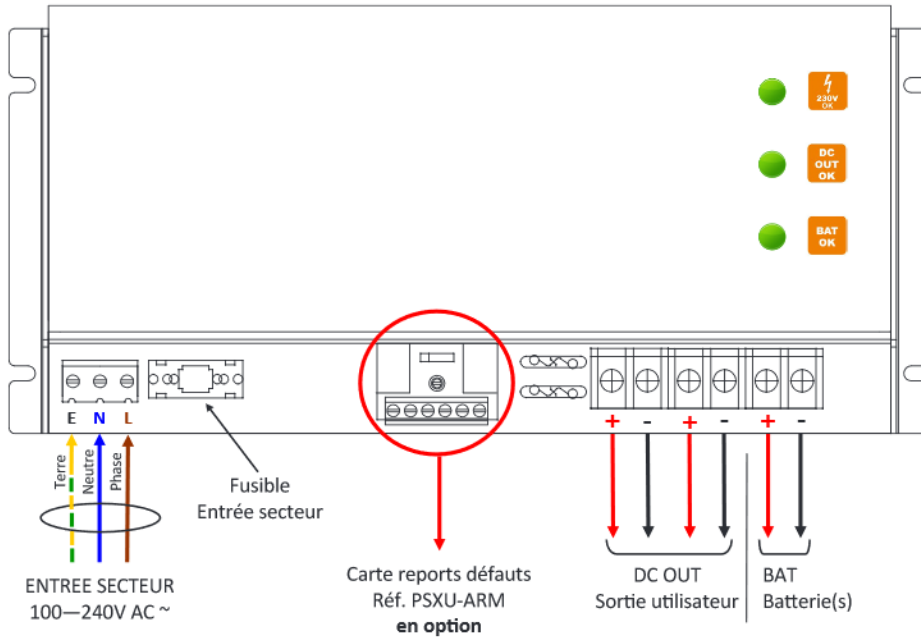 230V
OK
DC
OUT
OK
BAT
OK
E N L
+ - + - + -
Terre
Neutre
Phase
Fusible
Entrée secteur
ENTREE SECTEUR
100—240V AC ~
Carte reports défauts
Réf. PSXU-ARM
en option
DC OUT
Sortie utilisateur
BAT
Batterie(s)